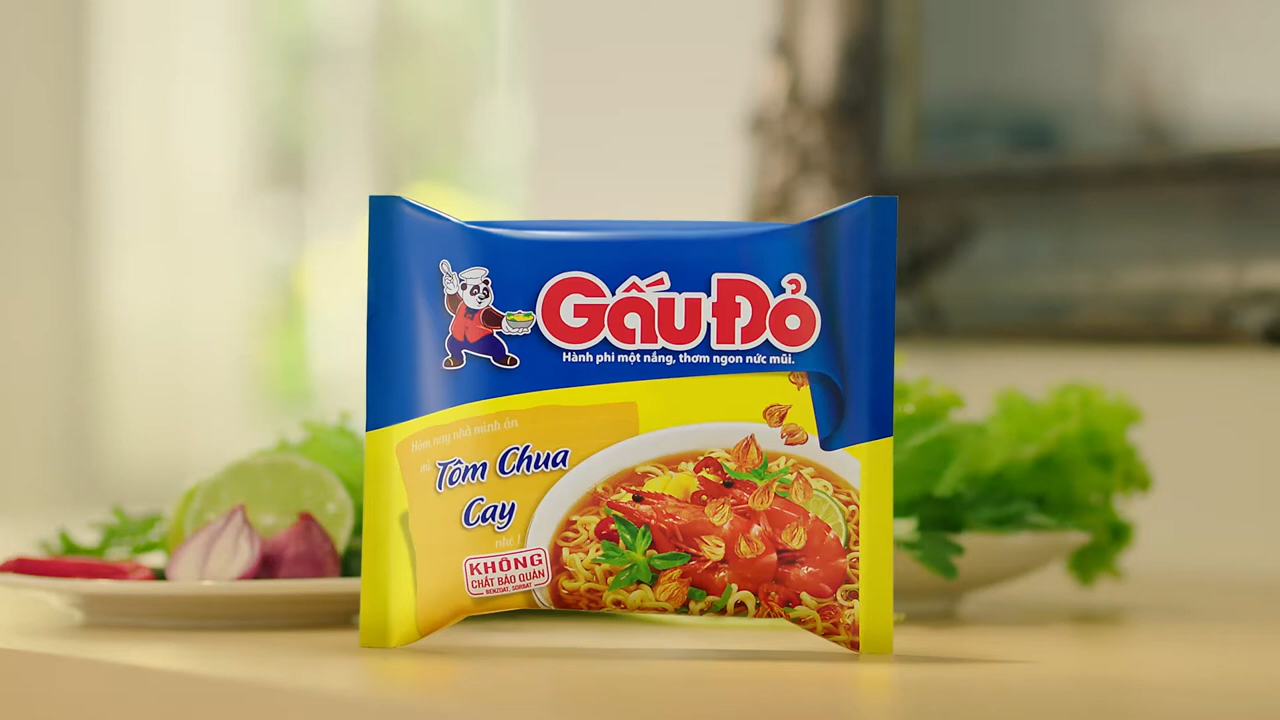 Gấu Đỏ
Hành phi một nắng, thơm ngon nức mũi.
Hôm nay nhà mình ăn
mì Tôm Chua
Cay
nhé!
KHÔNG
CHẤT BẢO QUẢN
BENZOAT, SORBAT